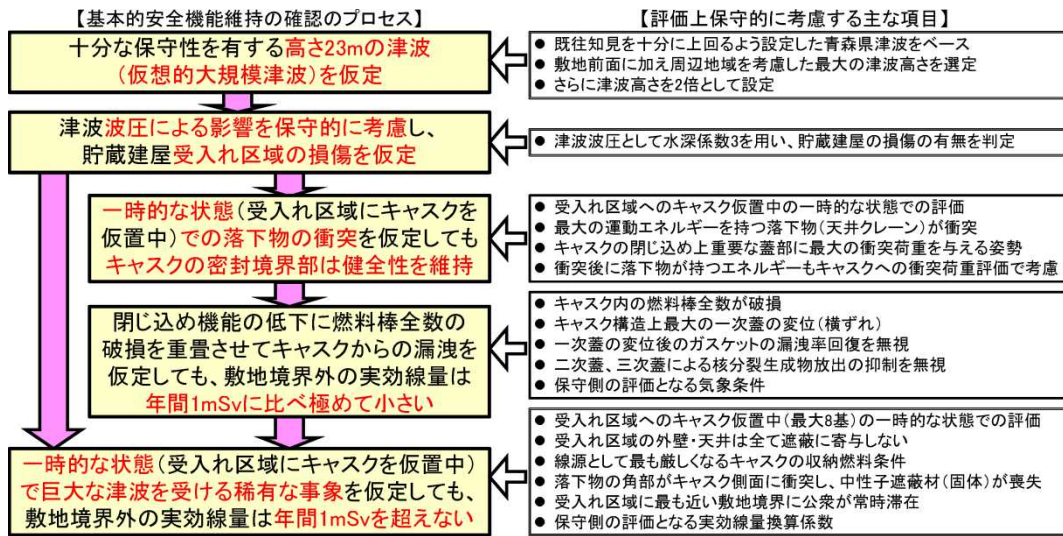 【基本的安全機能維持の確認のプロセス】
十分な保守性を有する高さ23mの津波
（仮想的大規模津波）を仮定
津波波圧による影響を保守的に考慮し、
貯蔵建屋受入れ区域の損傷を仮定
一時的な状態（受入れ区域にキャスクを
仮置中）での落下物の衝突を仮定しても
キャスクの密封境界部は健全性を維持
閉じ込め機能の低下に燃料棒全数の
破損を重畳させてキャスクからの漏洩を
仮定しても、敷地境界外の実効線量は
年間1mSvに比べ極めて小さい
一時的な状態（受入れ区域にキャスクを仮置中）
で巨大な津波を受ける稀有な事象を仮定しても、
敷地境界外の実効線量は年間1mSvを超えない
【評価上保守的に考慮する主な項目】
● 既往知見を十分に上回るよう設定した青森県津波をベース
● 敷地前面に加え周辺地域を考慮した最大の津波高さを選定
● さらに津波高さを2倍として設定
● 津波波圧として水深係数3を用い、貯蔵建屋の損傷の有無を判定
● 受入れ区域へのキャスク仮置中の一時的な状態での評価
● 最大の運動エネルギーを持つ落下物（天井クレーン）が衝突
● キャスクの閉じ込め上重要な蓋部に最大の衝突荷重を与える姿勢
● 衝突後に落下物が持つエネルギーもキャスクへの衝突荷重評価で考慮
● キャスク内の燃料棒全数が破損
● キャスク構造上最大の一次蓋の変位（横ずれ）
● 一次蓋の変位後のガスケットの漏洩率回復を無視
● 二次蓋、三次蓋による核分裂生成物放出の抑制を無視
● 保守側の評価となる気象条件
● 受入れ区域へのキャスク仮置中（最大8基）の一時的な状態での評価
● 受入れ区域の外壁・天井は全て遮蔽に寄与しない
● 線源として最も厳しくなるキャスクの収納燃料条件
● 落下物の角部がキャスク側面に衝突し、中性子遮蔽材（固体）が喪失
● 受入れ区域に最も近い敷地境界に公衆が常時滞在
● 保守側の評価となる実効線量換算係数